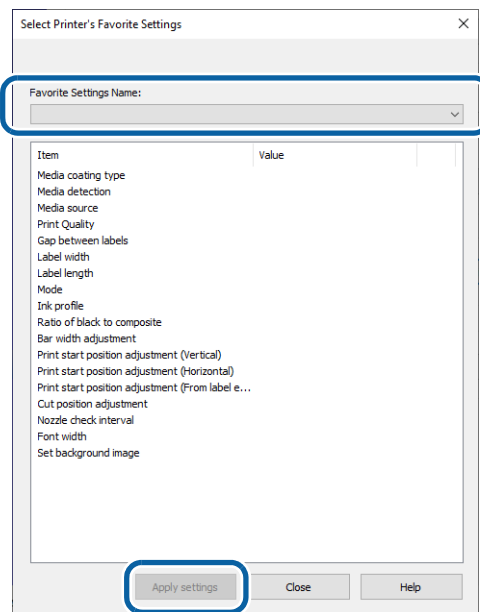 Select Printer's Favorite Settings
Favorite Settings Name:
Item Value
Media coating type
Media detection
Media source
Print Quality
Gap between labels
Label width
Label length
Mode
Ink profile
Ratio of black to composite
Bar width adjustment
Print start position adjustment (Vertical)
Print start position adjustment (Horizontal)
Print start position adjustment (From label e...
Cut position adjustment
Nozzle check interval
Font width
Set background image
Apply settings Close Help